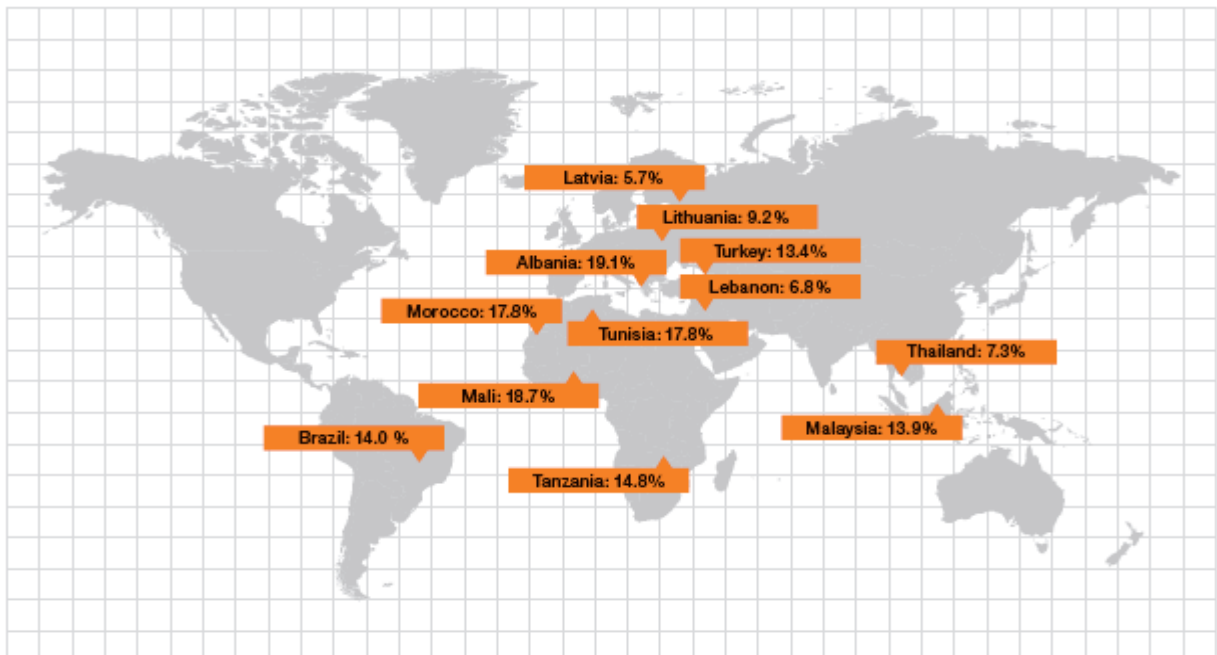 Latvia: 5.7%
Lithuania: 9.2%
Turkey: 13.4%
Albania: 19.1%
Lebanon: 6.8%
Morocco: 17.8%
Tunisia: 17.8%
Thailand: 7.3%
Mali: 18.7%
Malaysia: 13.9%
Brazil: 14.0 %
Tanzania: 14.8%